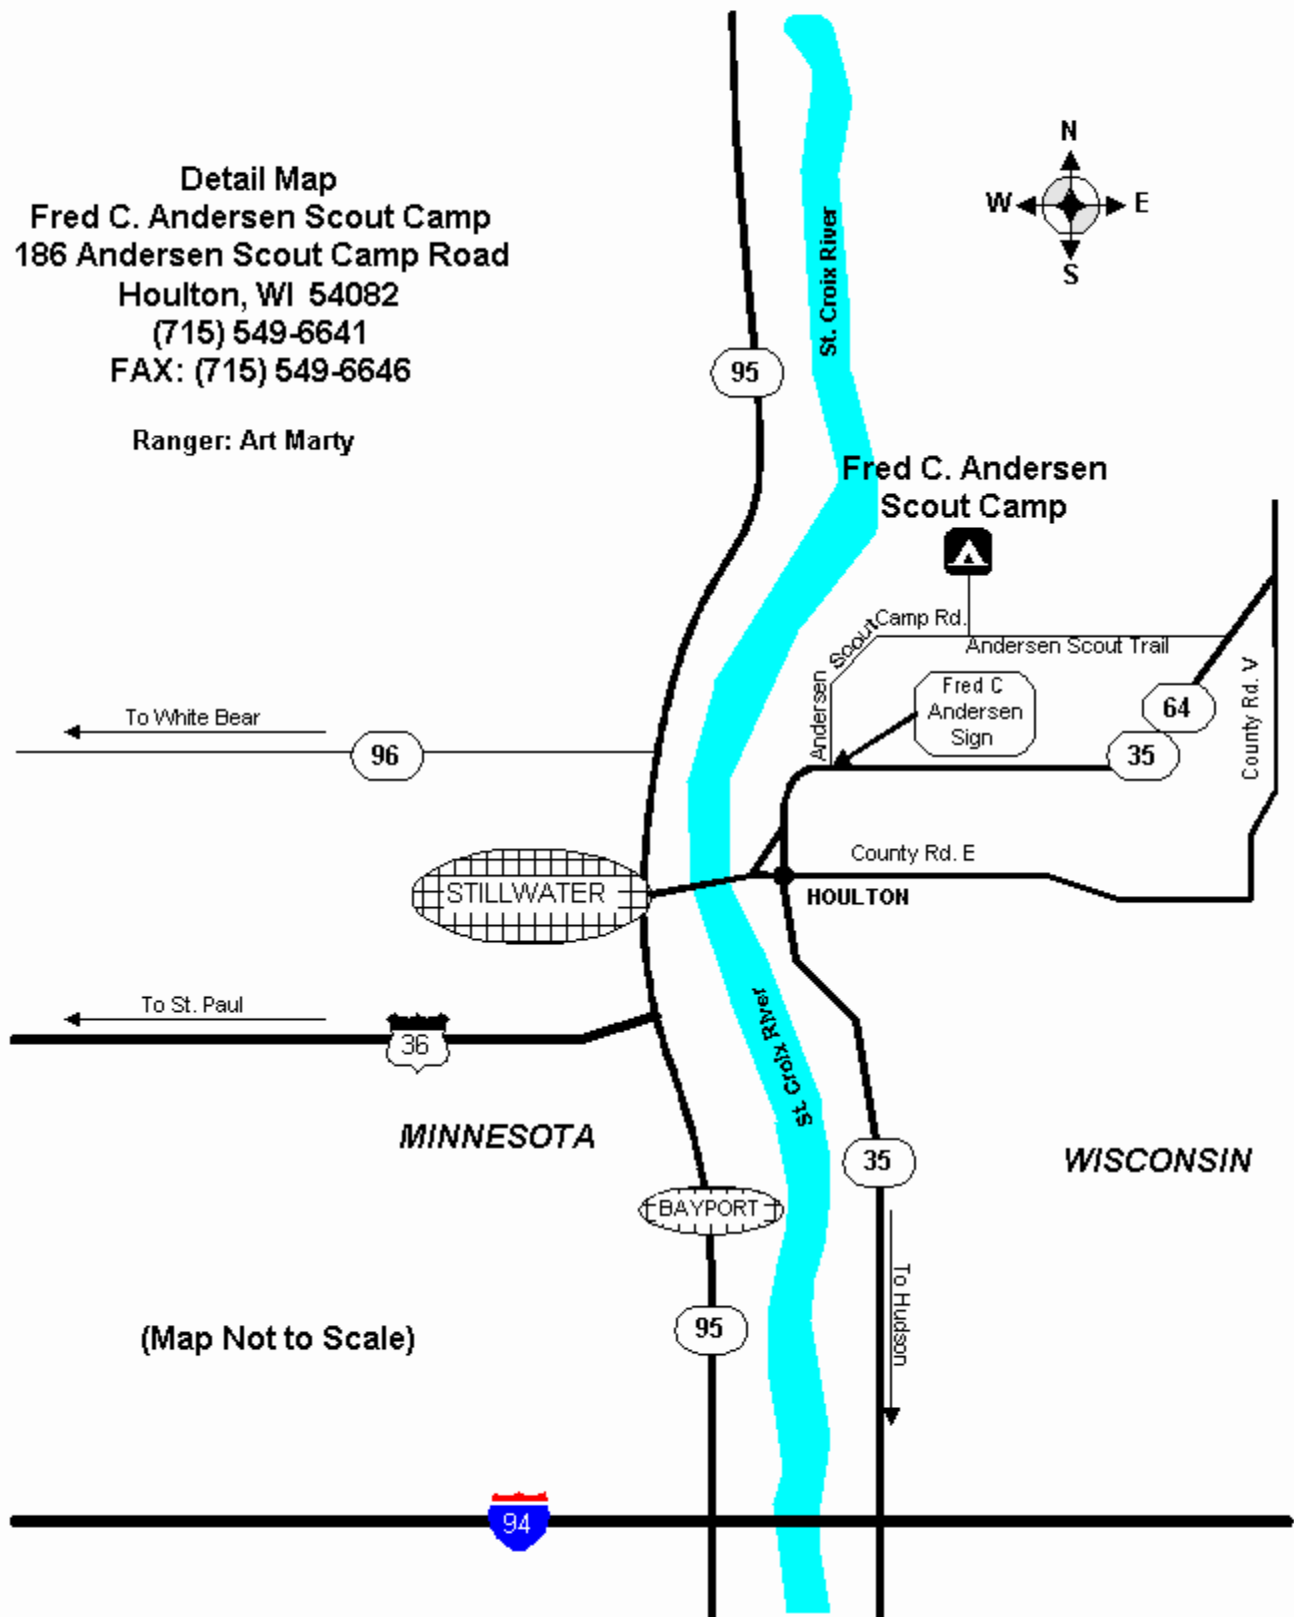 Detail Map
Fred C. Andersen Scout Camp
186 Andersen Scout Camp Road
Houlton, WI 54082
(715) 549-6641
FAX: (715) 549-6646
Ranger: Art Marty
N
W E
S
St. Croix River
95
Fred C. Andersen
Scout Camp
Andersen Scout Camp Rd.
Andersen Scout Trail
Fred C
Andersen
Sign
64
35
County Rd. V
To White Bear
96
County Rd. E
STILLWATER
HOULTON
To St. Paul
36
St. Croix River
MINNESOTA
35
WISCONSIN
BAYPORT
To Hudson
95
(Map Not to Scale)
94